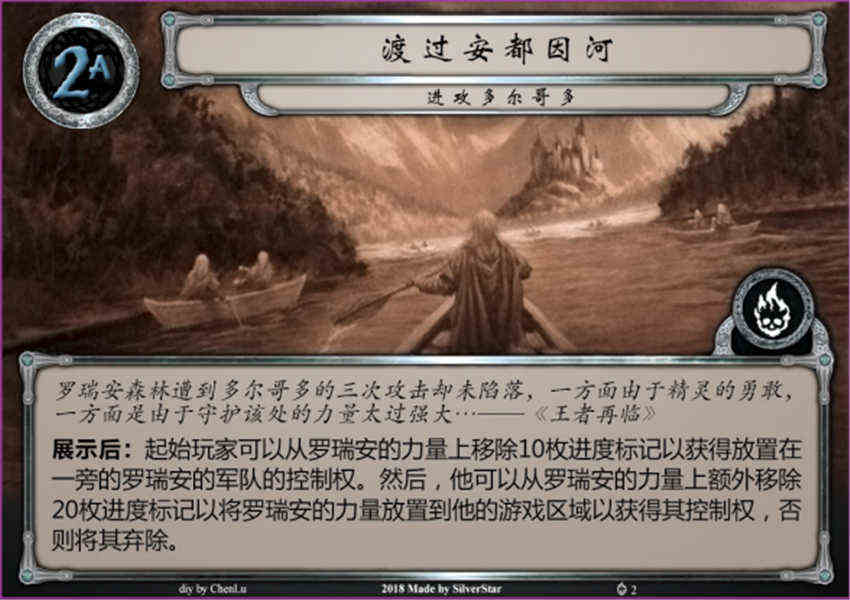 2A
渡过安都因河
进攻多尔哥多
罗瑞安森林遭到多尔哥多的三次攻击却未陷落，一方面由于精灵的勇敢，
一方面是由于守护该处的力量太过强大…——《王者再临》
展示后：起始玩家可以从罗瑞安的力量上移除10枚进度标记以获得放置在
一旁的罗瑞安的军队的控制权。然后，他可以从罗瑞安的力量上额外移除
20枚进度标记以将罗瑞安的力量放置到他的游戏区域以获得其控制权，否
则将其弃除。
diy by ChenLu 2018 Made by SilverStar 2